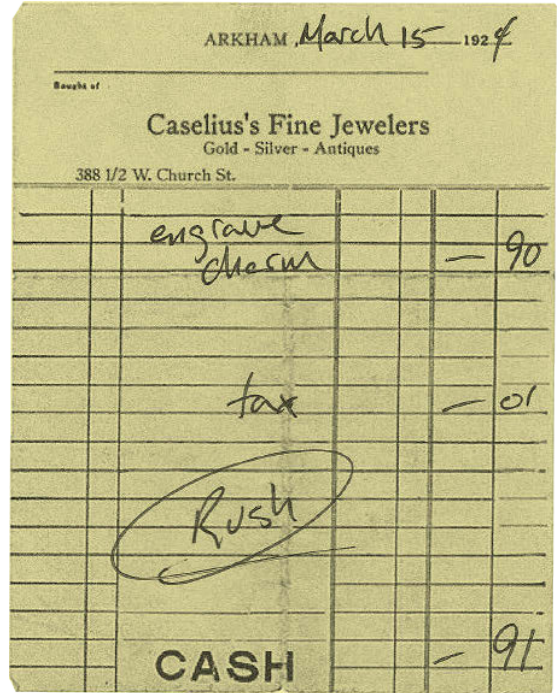 ARKHAM, March 15 1924
Bought of
Caselius's Fine Jewelers
Gold - Silver - Antiques
388 1/2 W. Church St.
engrave
charm — 90
tax — 01
Rush
CASH — 91